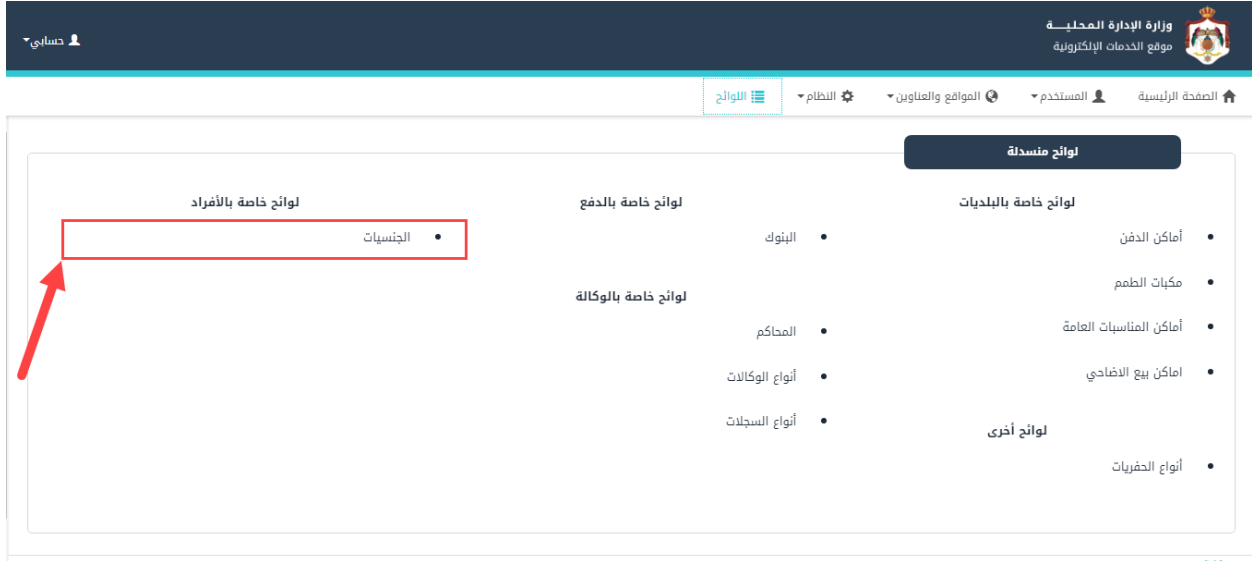 وزارة الإدارة المـحـلـيــــة
موقع الخدمات الإلكترونية
حسابي
الصفحة الرئيسية
المستخدم
المواقع والعناوين
النظام
اللوائح
لوائح منسدلة
لوائح خاصة بالبلديات
أماكن الدفن
مكبات الطمم
أماكن المناسبات العامة
اماكن بيع الاضاحي
لوائح أخرى
أنواع الحفريات
لوائح خاصة بالدفع
البنوك
لوائح خاصة بالوكالة
المحاكم
أنواع الوكالات
أنواع السجلات
لوائح خاصة بالأفراد
الجنسيات